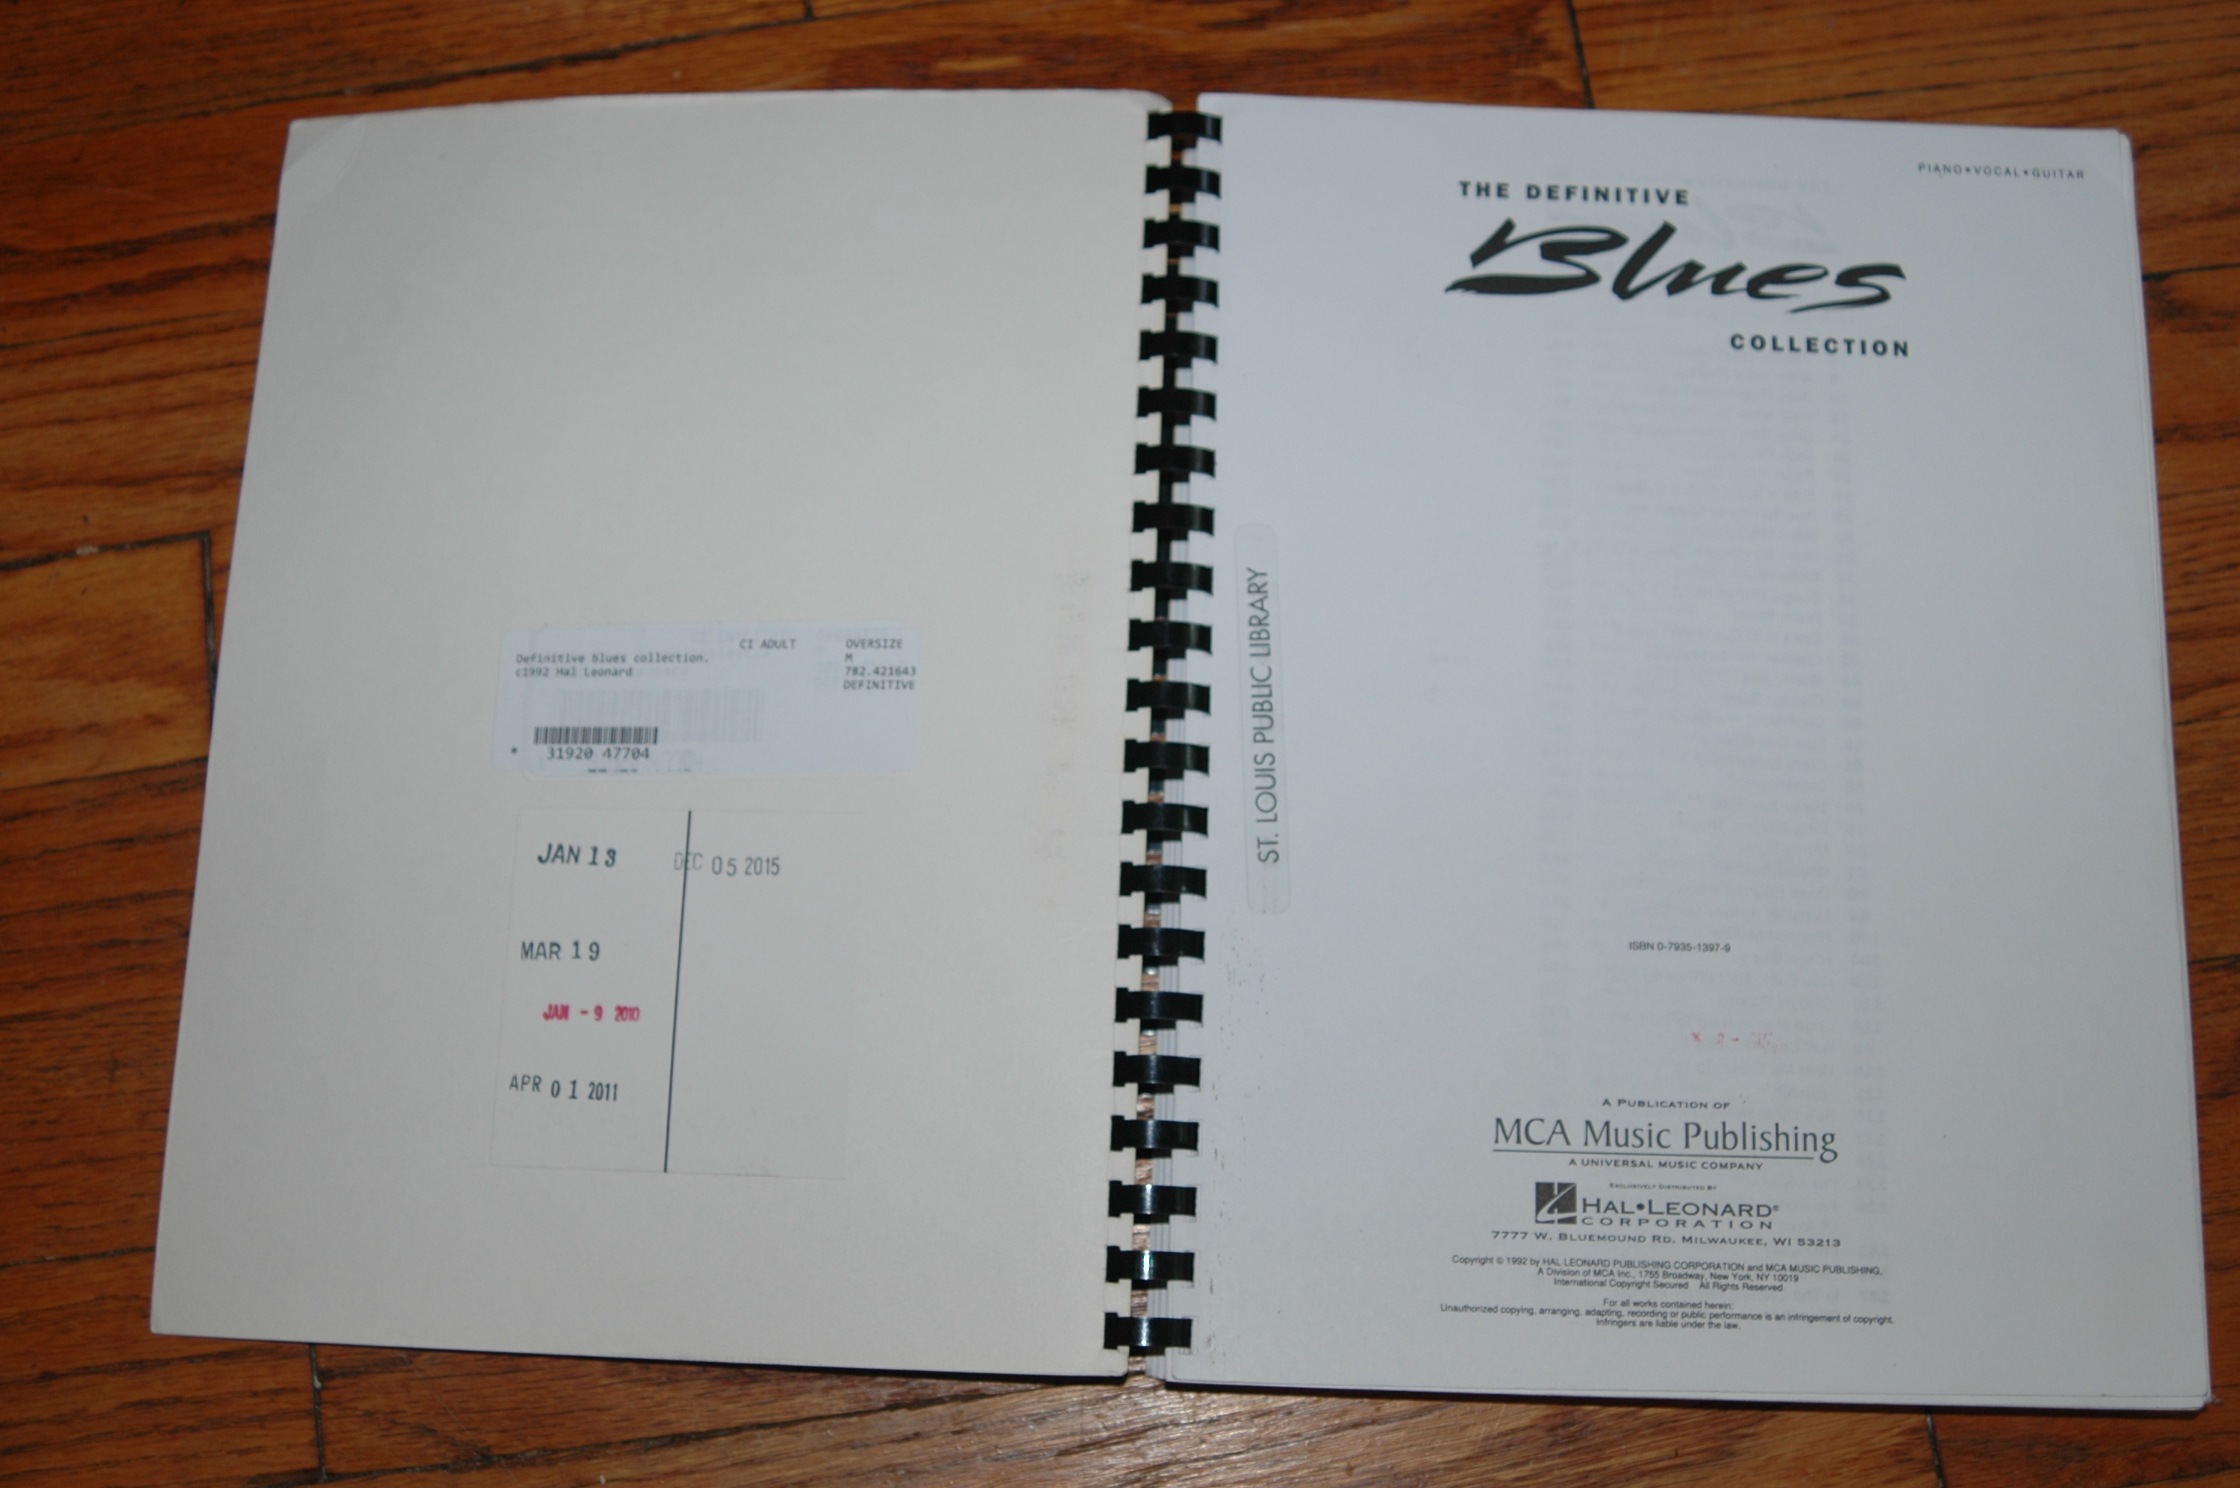 CI ADULT OVERSIZE
Definitive blues collection. M
c1992 Hal Leonard 782.421643
DEFINITIVE
* 31920 47704
JAN 13 DEC 05 2015
MAR 19
JAN - 9 2010
APR 01 2011
ST. LOUIS PUBLIC LIBRARY
PIANO•VOCAL•GUITAR
THE DEFINITIVE
Blues
COLLECTION
ISBN 0-7935-1397-9
A PUBLICATION OF
MCA Music Publishing
A UNIVERSAL MUSIC COMPANY
EXCLUSIVELY DISTRIBUTED BY
HAL•LEONARD®
CORPORATION
7777 W. BLUEMOUND RD. MILWAUKEE, WI 53213
Copyright © 1992 by HAL LEONARD PUBLISHING CORPORATION and MCA MUSIC PUBLISHING,
A Division of MCA Inc., 1755 Broadway, New York, NY 10019
International Copyright Secured All Rights Reserved
For all works contained herein:
Unauthorized copying, arranging, adapting, recording or public performance is an infringement of copyright.
Infringers are liable under the law.